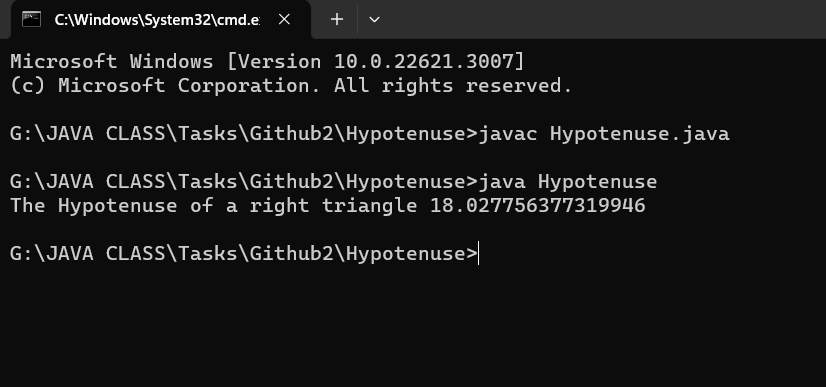 C:\Windows\System32\cmd.e
Microsoft Windows [Version 10.0.22621.3007]
(c) Microsoft Corporation. All rights reserved.
G:\JAVA CLASS\Tasks\Github2\Hypotenuse>javac Hypotenuse.java
G:\JAVA CLASS\Tasks\Github2\Hypotenuse>java Hypotenuse
The Hypotenuse of a right triangle 18.027756377319946
G:\JAVA CLASS\Tasks\Github2\Hypotenuse>